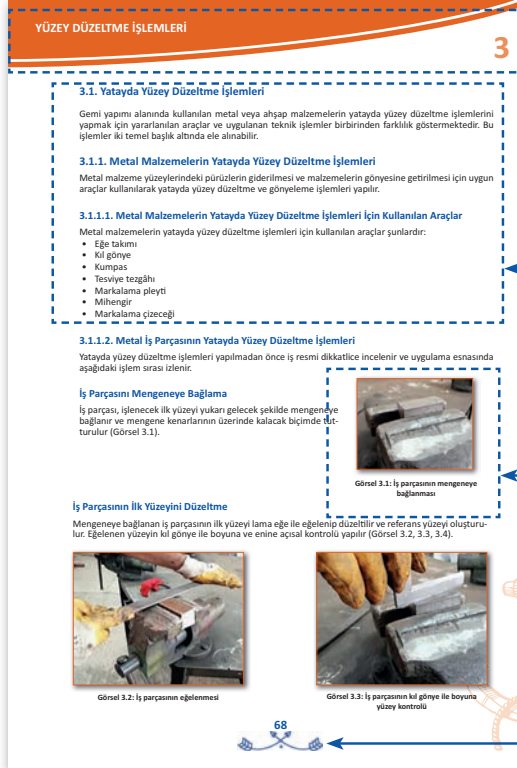 YÜZEY DÜZELTME İŞLEMLERİ
3
3.1. Yatayda Yüzey Düzeltme İşlemleri
Gemi yapımı alanında kullanılan metal veya ahşap malzemelerin yatayda yüzey düzeltme işlemlerini
yapmak için yararlanılan araçlar ve uygulanan teknik işlemler birbirinden farklılık göstermektedir. Bu
işlemler iki temel başlık altında ele alınabilir.
3.1.1. Metal Malzemelerin Yatayda Yüzey Düzeltme İşlemleri
Metal malzeme yüzeylerindeki pürüzlerin giderilmesi ve malzemelerin gönyesine getirilmesi için uygun
araçlar kullanılarak yatayda yüzey düzeltme ve gönyeleme işlemleri yapılır.
3.1.1.1. Metal Malzemelerin Yatayda Yüzey Düzeltme İşlemleri İçin Kullanılan Araçlar
Metal malzemelerin yatayda yüzey düzeltme işlemleri için kullanılan araçlar şunlardır:
• Eğe takımı
• Kıl gönye
• Kumpas
• Tesviye tezgâhı
• Markalama pleyti
• Mihengir
• Markalama çizeceği
3.1.1.2. Metal İş Parçasının Yatayda Yüzey Düzeltme İşlemleri
Yatayda yüzey düzeltme işlemleri yapılmadan önce iş resmi dikkatlice incelenir ve uygulama esnasında
aşağıdaki işlem sırası izlenir.
İş Parçasını Mengeneye Bağlama
İş parçası, işlenecek ilk yüzeyi yukarı gelecek şekilde mengeneye
bağlanır ve mengene kenarlarının üzerinde kalacak biçimde tut-
turulur (Görsel 3.1).
Görsel 3.1: İş parçasının mengeneye
bağlanması
İş Parçasının İlk Yüzeyini Düzeltme
Mengeneye bağlanan iş parçasının ilk yüzeyi lama eğe ile eğelenip düzeltilir ve referans yüzeyi oluşturu-
lur. Eğelenen yüzeyin kıl gönye ile boyuna ve enine açısal kontrolü yapılır (Görsel 3.2, 3.3, 3.4).
Görsel 3.2: İş parçasının eğelenmesi
Görsel 3.3: İş parçasının kıl gönye ile boyuna
yüzey kontrolü
68